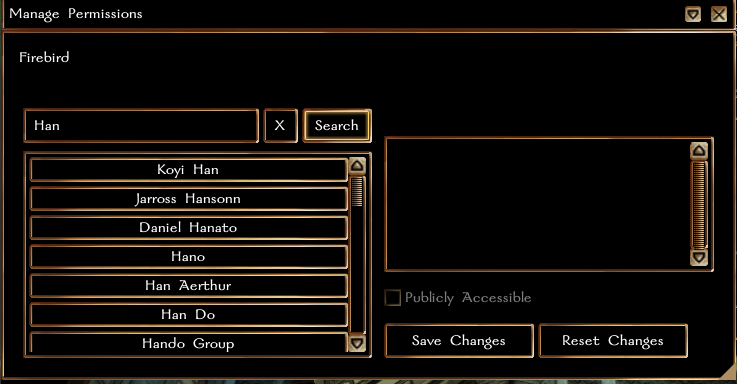 Manage Permissions
Firebird
Han
X
Search
Koyi Han
Jarross Hansonn
Daniel Hanato
Hano
Han Aerthur
Han Do
Hando Group
Publicly Accessible
Save Changes
Reset Changes